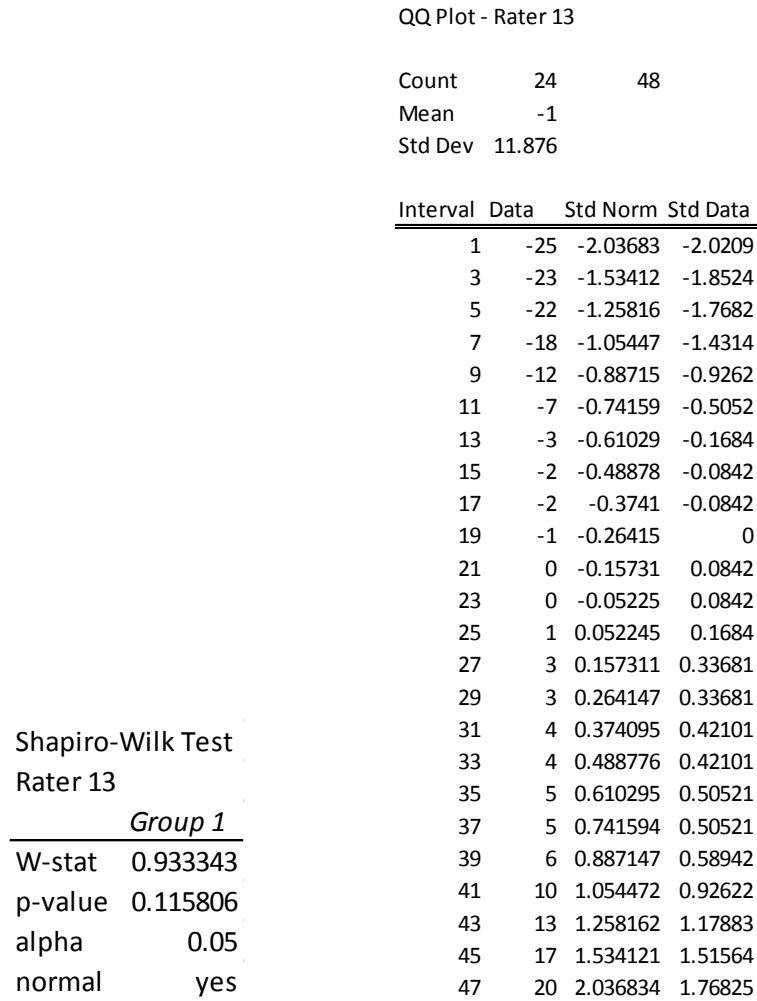 QQ Plot - Rater 13
Count 24 48
Mean -1
Std Dev 11.876
Interval Data Std Norm Std Data
1 -25 -2.03683 -2.0209
3 -23 -1.53412 -1.8524
5 -22 -1.25816 -1.7682
7 -18 -1.05447 -1.4314
9 -12 -0.88715 -0.9262
11 -7 -0.74159 -0.5052
13 -3 -0.61029 -0.1684
15 -2 -0.48878 -0.0842
17 -2 -0.3741 -0.0842
19 -1 -0.26415 0
21 0 -0.15731 0.0842
23 0 -0.05225 0.0842
25 1 0.052245 0.1684
27 3 0.157311 0.33681
29 3 0.264147 0.33681
31 4 0.374095 0.42101
33 4 0.488776 0.42101
35 5 0.610295 0.50521
37 5 0.741594 0.50521
39 6 0.887147 0.58942
41 10 1.054472 0.92622
43 13 1.258162 1.17883
45 17 1.534121 1.51564
47 20 2.036834 1.76825
Shapiro-Wilk Test
Rater 13
Group 1
W-stat 0.933343
p-value 0.115806
alpha 0.05
normal yes